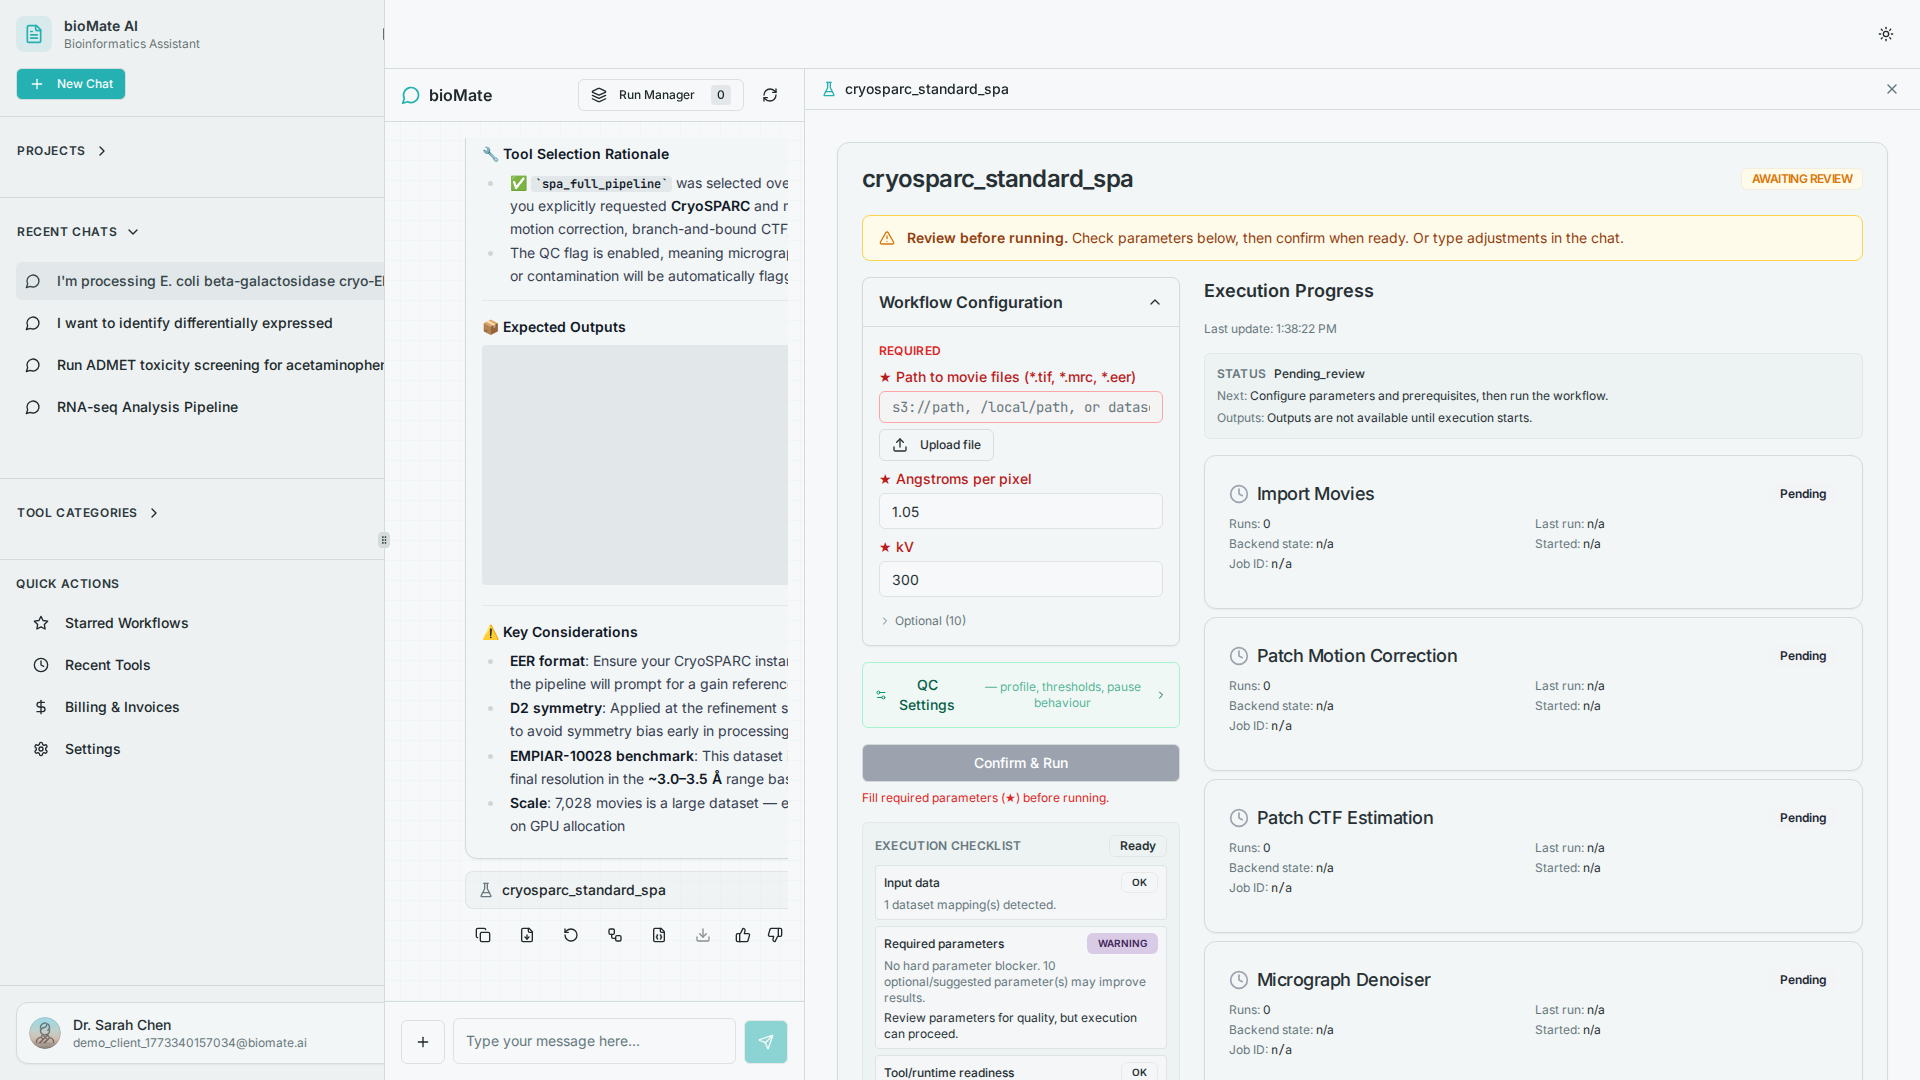 bioMate AI
Bioinformatics Assistant
New Chat
PROJECTS
RECENT CHATS
I'm processing E. coli beta-galactosidase cryo-E
I want to identify differentially expressed
Run ADMET toxicity screening for acetaminophen
RNA-seq Analysis Pipeline
TOOL CATEGORIES
QUICK ACTIONS
Starred Workflows
Recent Tools
Billing & Invoices
Settings
Dr. Sarah Chen
demo_client_1773340157034@biomate.ai
bioMate
Run Manager 0
🔧 Tool Selection Rationale
✅ `spa_full_pipeline` was selected ove
you explicitly requested CryoSPARC and
motion correction, branch-and-bound CTF
The QC flag is enabled, meaning microgra
or contamination will be automatically flagg
📦 Expected Outputs
⚠️ Key Considerations
EER format: Ensure your CryoSPARC instar
the pipeline will prompt for a gain reference
D2 symmetry: Applied at the refinement s
to avoid symmetry bias early in processing
EMPIAR-10028 benchmark: This dataset
final resolution in the ~3.0–3.5 Å range bas
Scale: 7,028 movies is a large dataset — e
on GPU allocation
cryosparc_standard_spa
Type your message here...
cryosparc_standard_spa
cryosparc_standard_spa
AWAITING REVIEW
Review before running. Check parameters below, then confirm when ready. Or type adjustments in the chat.
Workflow Configuration
REQUIRED
★ Path to movie files (*.tif, *.mrc, *.eer)
s3://path, /local/path, or datas
Upload file
★ Angstroms per pixel
1.05
★ kV
300
Optional (10)
QC Settings
— profile, thresholds, pause behaviour
Confirm & Run
Fill required parameters (★) before running.
EXECUTION CHECKLIST Ready
Input data OK
1 dataset mapping(s) detected.
Required parameters WARNING
No hard parameter blocker. 10
optional/suggested parameter(s) may improve
results.
Review parameters for quality, but execution
can proceed.
Tool/runtime readiness OK
Execution Progress
Last update: 1:38:22 PM
STATUS Pending_review
Next: Configure parameters and prerequisites, then run the workflow.
Outputs: Outputs are not available until execution starts.
Import Movies Pending
Runs: 0 Last run: n/a
Backend state: n/a Started: n/a
Job ID: n/a
Patch Motion Correction Pending
Runs: 0 Last run: n/a
Backend state: n/a Started: n/a
Job ID: n/a
Patch CTF Estimation Pending
Runs: 0 Last run: n/a
Backend state: n/a Started: n/a
Job ID: n/a
Micrograph Denoiser Pending
Runs: 0 Last run: n/a
Backend state: n/a Started: n/a
Job ID: n/a